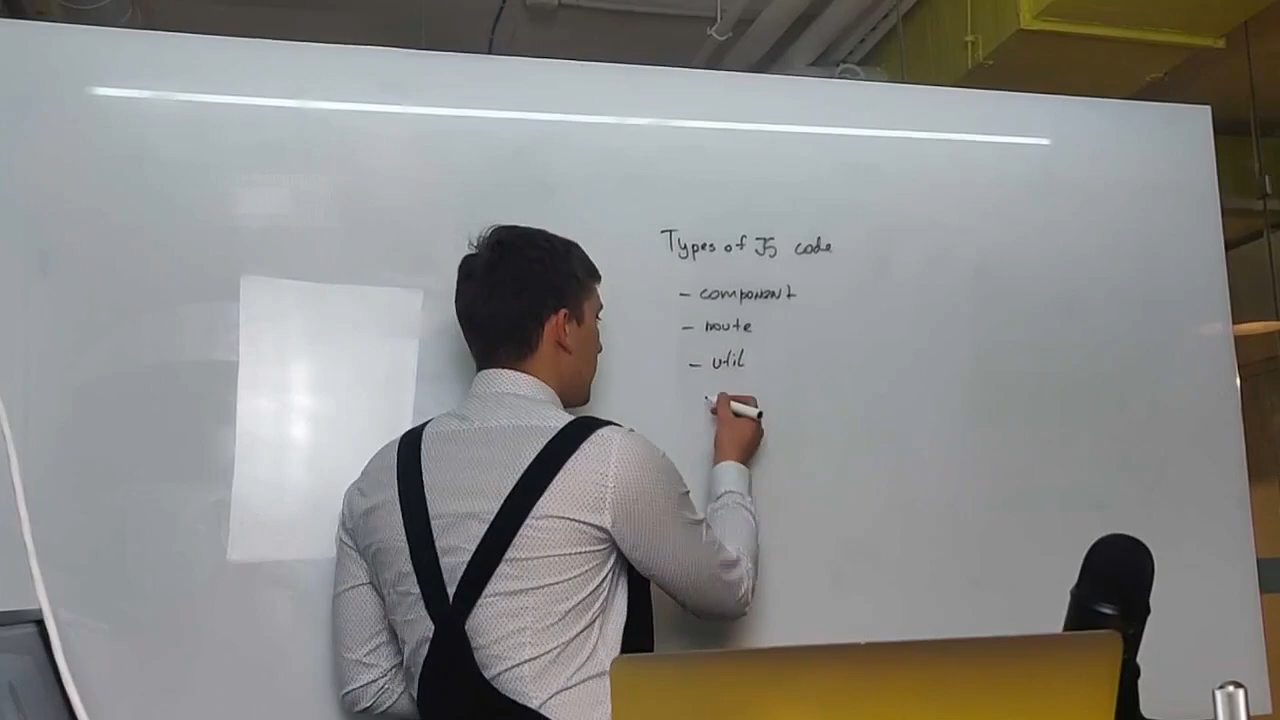 Types of JS code
- component
- route
- util